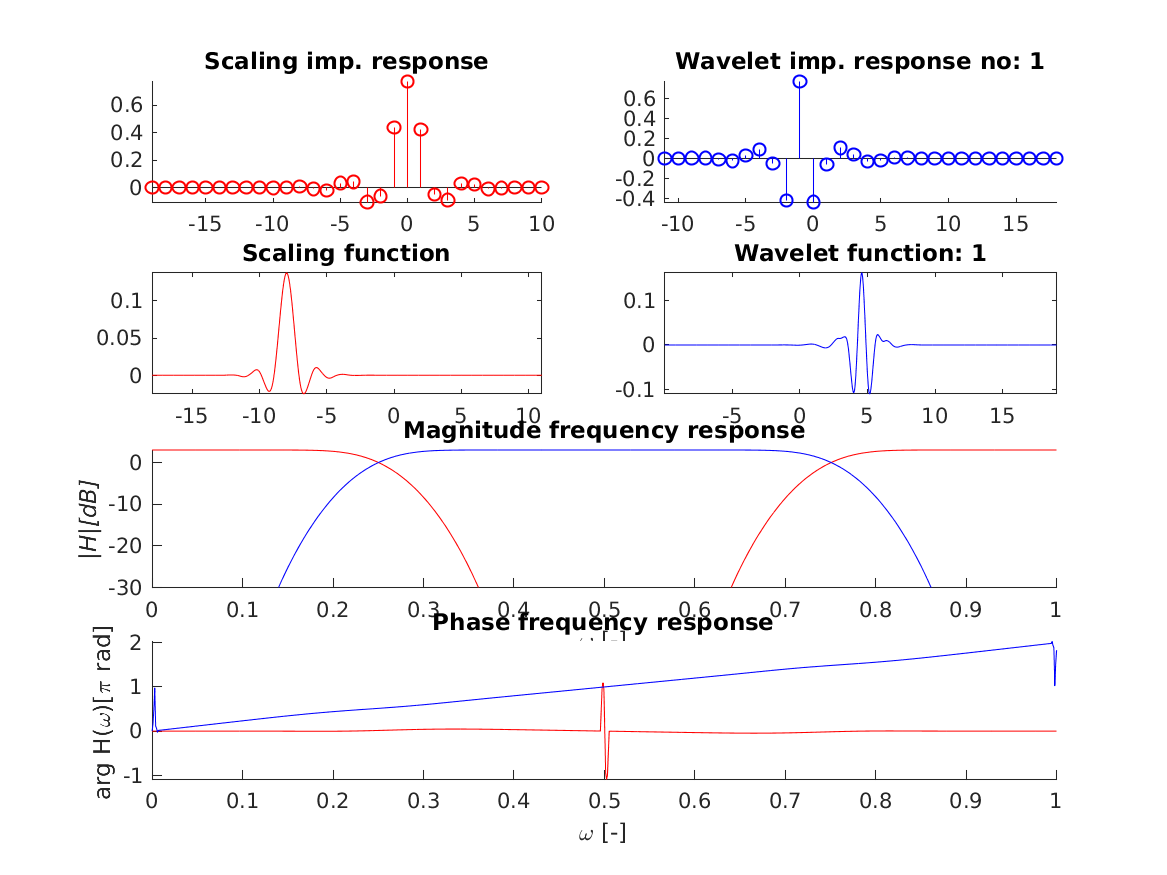 Scaling imp. response
Wavelet imp. response no: 1
0.6
0.4
0.2
0
-15 -10 -5 0 5 10
0.6
0.4
0.2
0
-0.2
-0.4
-10 -5 0 5 10 15
Scaling function
Wavelet function: 1
0.1
0.05
0
-15 -10 -5 0 5 10
0.1
0
-0.1
-5 0 5 10 15
Magnitude frequency response
|H|[dB]
0
-10
-20
-30
0 0.1 0.2 0.3 0.4 0.5 0.6 0.7 0.8 0.9 1
Phase frequency response
arg H(ω)[π rad]
2
1
0
-1
0 0.1 0.2 0.3 0.4 0.5 0.6 0.7 0.8 0.9 1
ω [-]